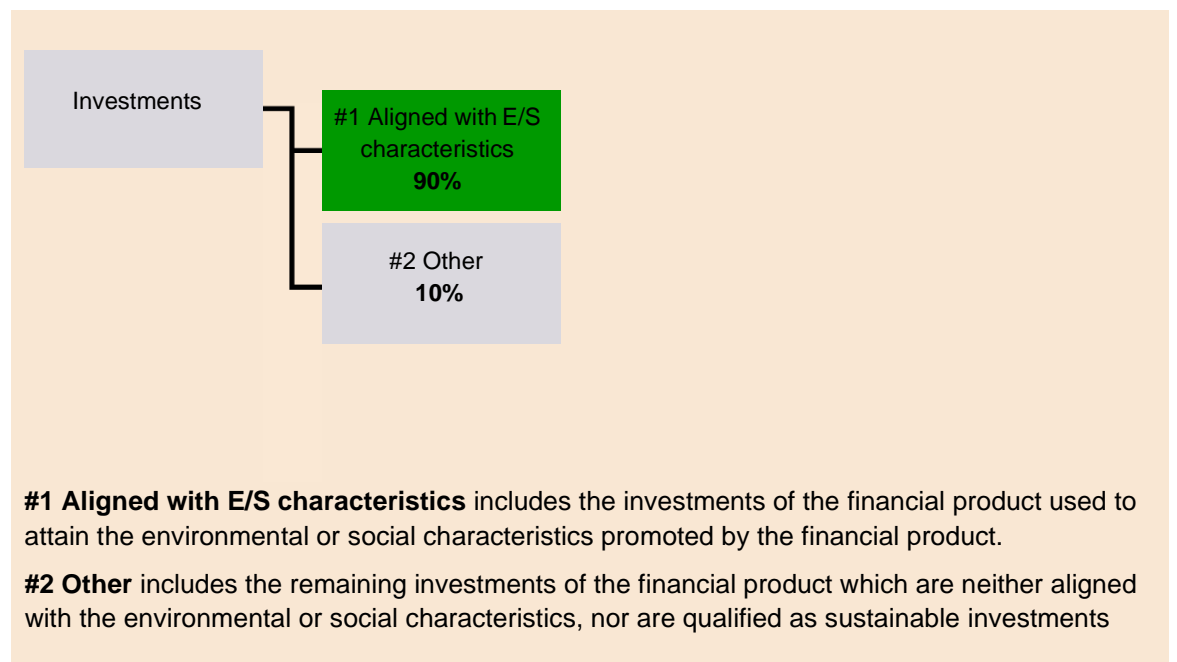 Investments
#1 Aligned with E/S
characteristics
90%
#2 Other
10%
#1 Aligned with E/S characteristics includes the investments of the financial product used to
attain the environmental or social characteristics promoted by the financial product.
#2 Other includes the remaining investments of the financial product which are neither aligned
with the environmental or social characteristics, nor are qualified as sustainable investments